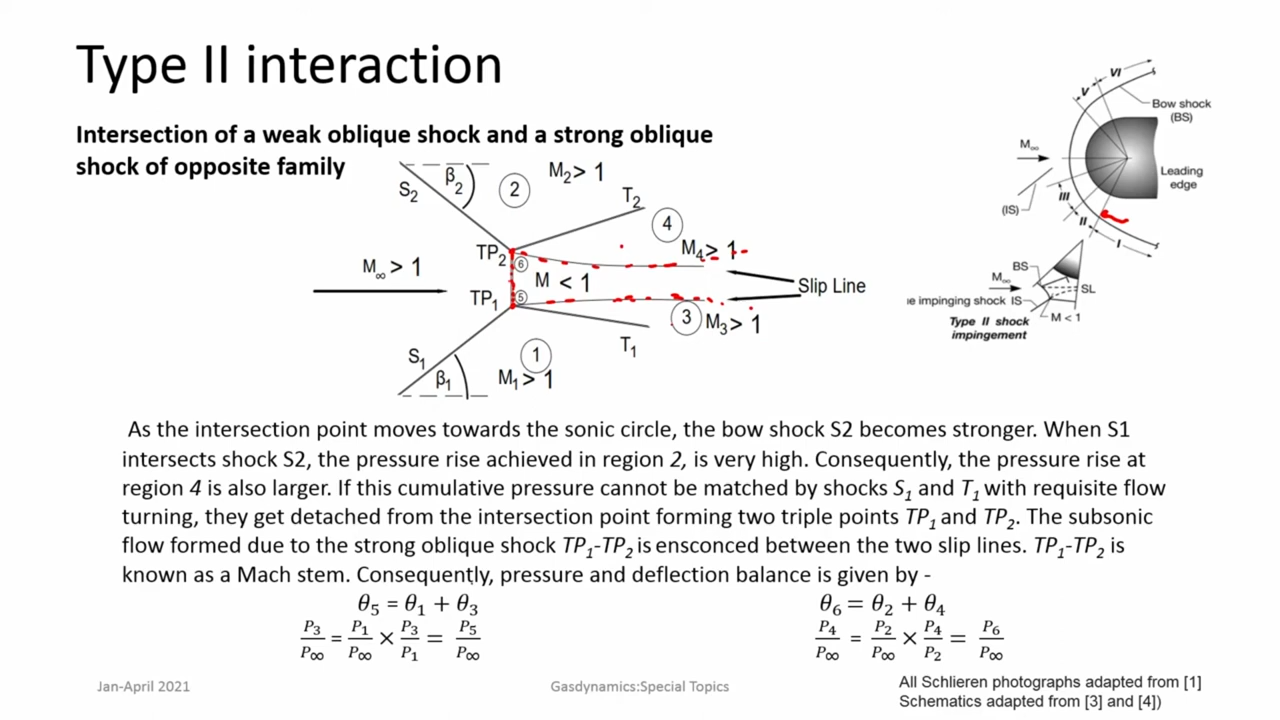 Type II interaction
Intersection of a weak oblique shock and a strong oblique
shock of opposite family
S₂
β₂
2
M₂> 1
T₂
4
TP₂
6
M₄> 1
M∞> 1
M < 1
Slip Line
TP₁
5
3
M₃> 1
S₁
β₁
1
M₁> 1
T₁
VI
V
Bow shock
(BS)
M∞
Leading
edge
(IS)
III
II
I
BS
M∞
SL
ne impinging shock IS
M < 1
Type II shock
impingement
As the intersection point moves towards the sonic circle, the bow shock S2 becomes stronger. When S1
intersects shock S2, the pressure rise achieved in region 2, is very high. Consequently, the pressure rise at
region 4 is also larger. If this cumulative pressure cannot be matched by shocks S₁ and T₁ with requisite flow
turning, they get detached from the intersection point forming two triple points TP₁ and TP₂. The subsonic
flow formed due to the strong oblique shock TP₁-TP₂ is ensconced between the two slip lines. TP₁-TP₂ is
known as a Mach stem. Consequently, pressure and deflection balance is given by -
θ₅ = θ₁ + θ₃
P₃/P∞ = P₁/P∞ × P₃/P₁ = P₅/P∞
θ₆ = θ₂ + θ₄
P₄/P∞ = P₂/P∞ × P₄/P₂ = P₆/P∞
Jan-April 2021
Gasdynamics:Special Topics
All Schlieren photographs adapted from [1]
Schematics adapted from [3] and [4])